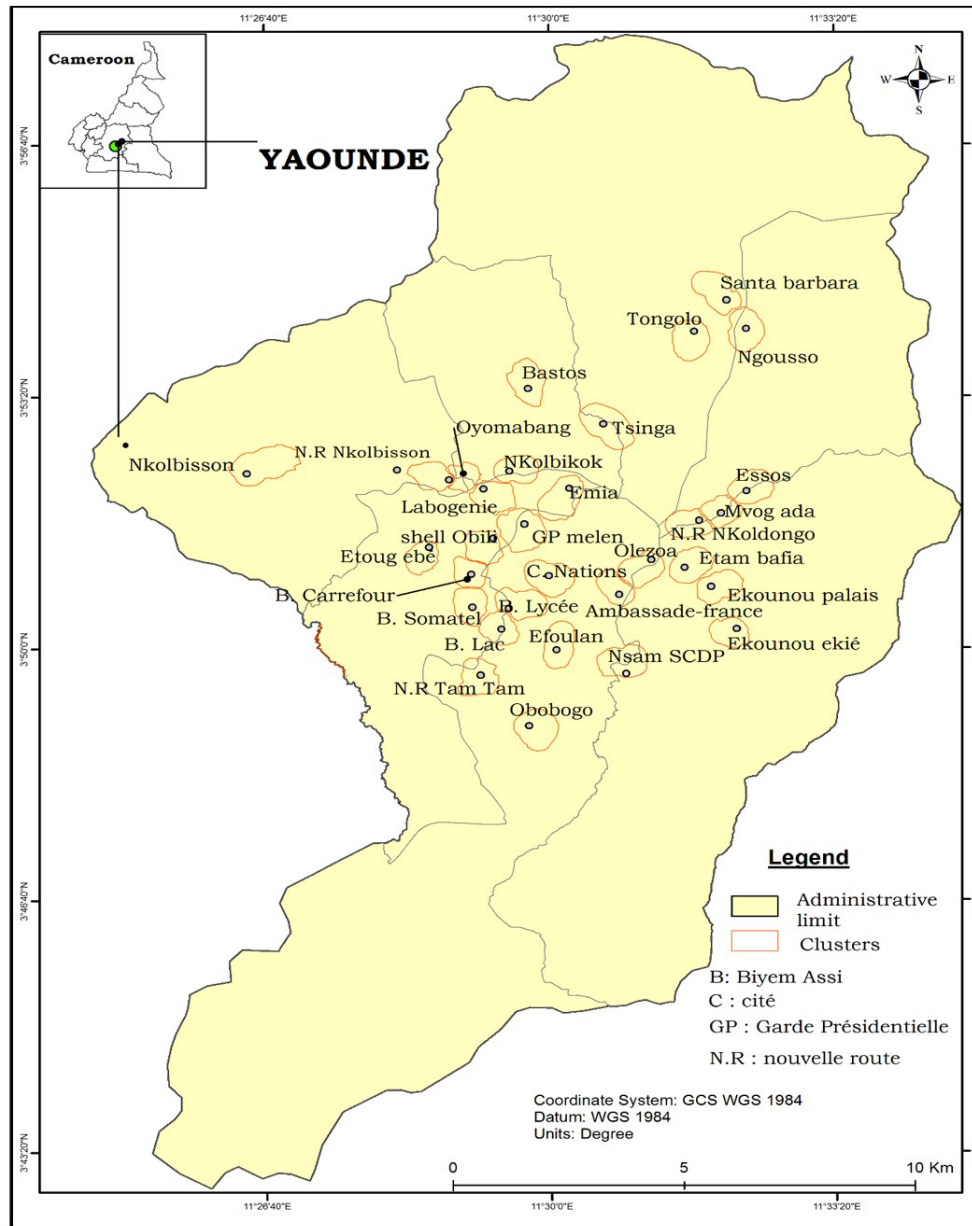 11°26'40"E
11°30'0"E
11°33'20"E
Cameroon
N
W
E
S
3°56'40"N
YAOUNDE
Santa barbara
Tongolo
Ngousso
Bastos
3°53'20"N
Oyomabang
Tsinga
N.R Nkolbisson
NKolbikok
Nkolbisson
Essos
Labogenie
Emia
Mvog ada
N.R NKoldongo
shell Obili
GP melen
Olezoa
Etoug ebe
Etam bafia
C. Nations
B. Carrefour
Ekounou palais
B. Lycée
Ambassade-france
B. Somatel
B. Lac
Efoulan
Ekounou ekié
3°50'0"N
Nsam SCDP
N.R Tam Tam
Obobogo
Legend
Administrative
limit
Clusters
3°46'40"N
B: Biyem Assi
C : cité
GP : Garde Présidentielle
N.R : nouvelle route
Coordinate System: GCS WGS 1984
Datum: WGS 1984
Units: Degree
3°43'20"N
0
5
10 Km
11°26'40"E
11°30'0"E
11°33'20"E